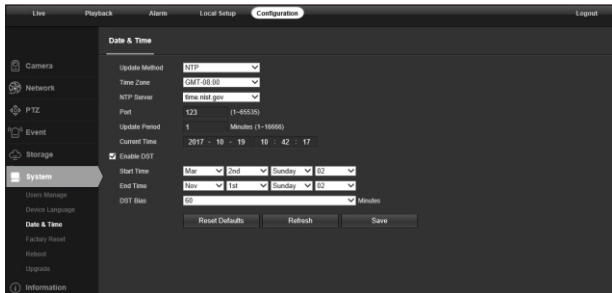 Live Playback Alarm Local Setup Configuration Logout
Date & Time
Camera
Network
PTZ
Event
Storage
System
Users Manage
Device Language
Date & Time
Factory Reset
Reboot
Upgrade
Information
Update Method NTP
Time Zone GMT-08:00
NTP Server time.nist.gov
Port 123 (1~65535)
Update Period 1 Minutes (1~16666)
Current Time 2017 - 10 - 19 10 : 42 : 17
Enable DST
Start Time Mar 2nd Sunday 02
End Time Nov 1st Sunday 02
DST Bias 60 Minutes
Reset Defaults Refresh Save